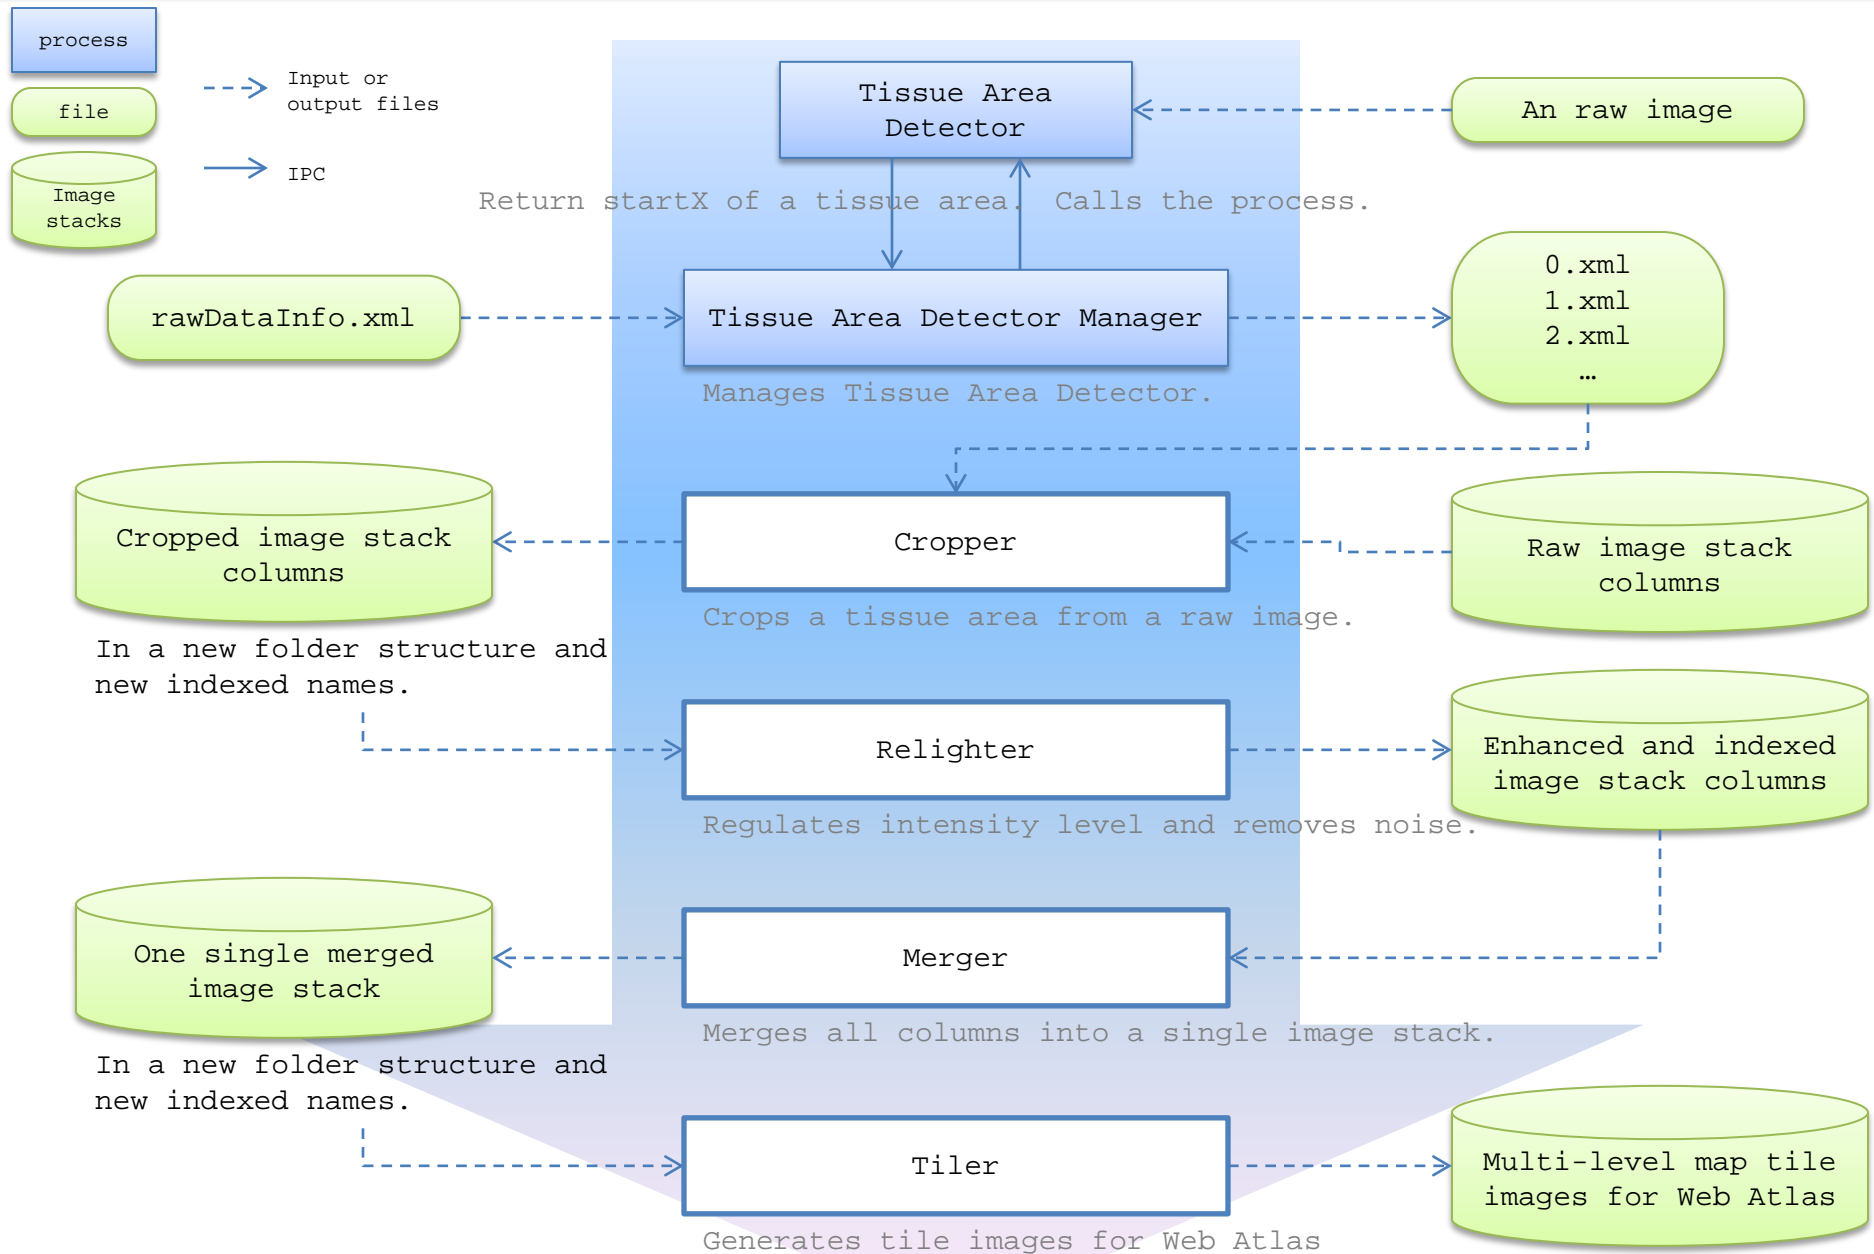 process
file
Image
stacks
Input or
output files
IPC
Tissue Area
Detector
An raw image
Return startX of a tissue area.
Calls the process.
rawDataInfo.xml
Tissue Area Detector Manager
0.xml
1.xml
2.xml
…
Manages Tissue Area Detector.
Cropped image stack
columns
Cropper
Raw image stack
columns
Crops a tissue area from a raw image.
In a new folder structure and
new indexed names.
Relighter
Enhanced and indexed
image stack columns
Regulates intensity level and removes noise.
One single merged
image stack
Merger
Merges all columns into a single image stack.
In a new folder structure and
new indexed names.
Tiler
Multi-level map tile
images for Web Atlas
Generates tile images for Web Atlas